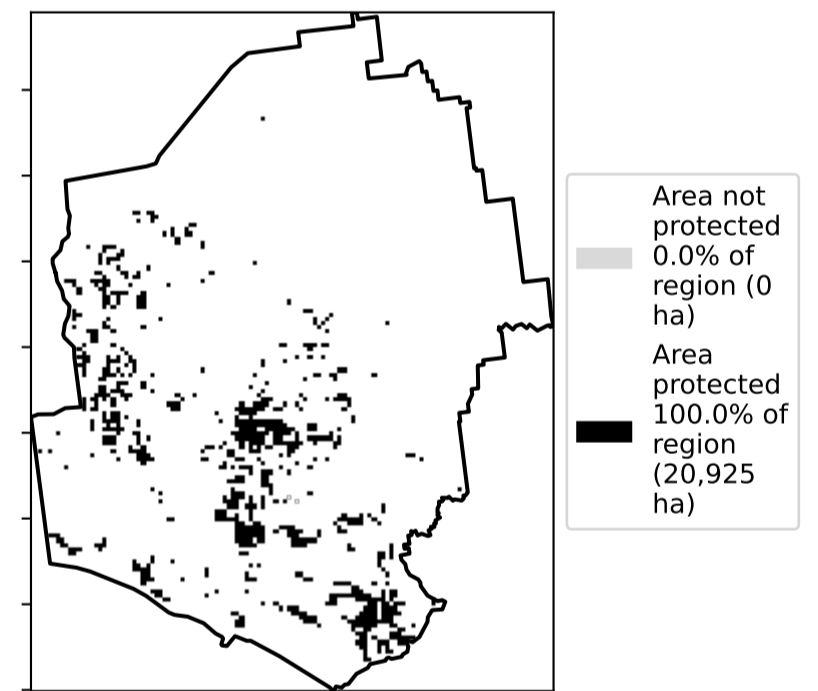 Area not
protected
0.0% of
region (0
ha)
Area
protected
100.0% of
region
(20,925
ha)